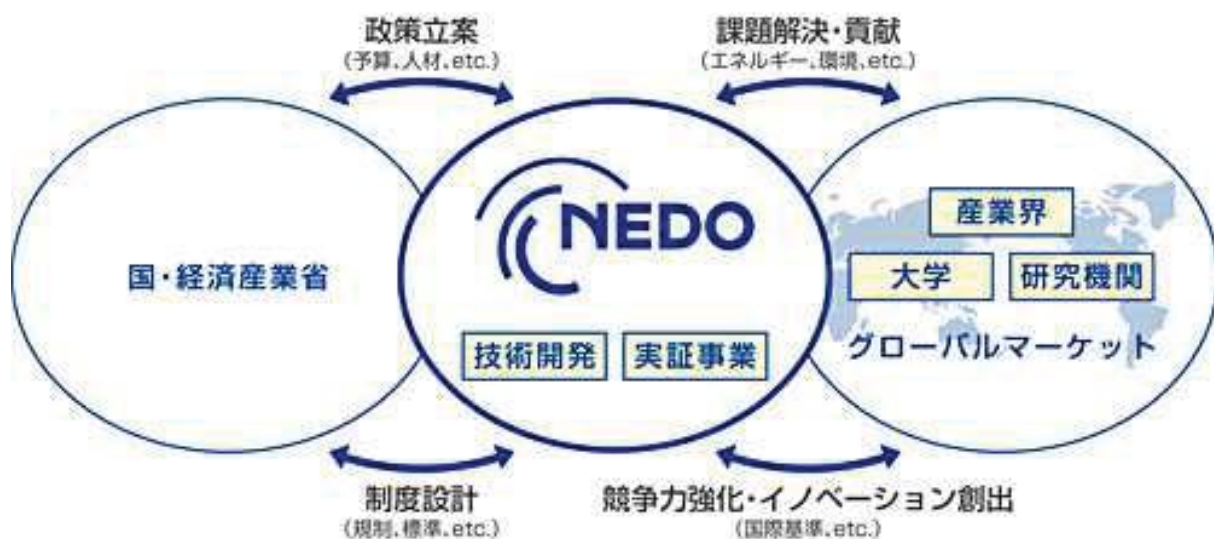 政策立案
(予算、人材、etc.)
課題解決・貢献
(エネルギー、環境、etc.)
国・経済産業省
NEDO
技術開発
実証事業
産業界
大学
研究機関
グローバルマーケット
制度設計
(規制、標準、etc.)
競争力強化・イノベーション創出
(国際基準、etc.)